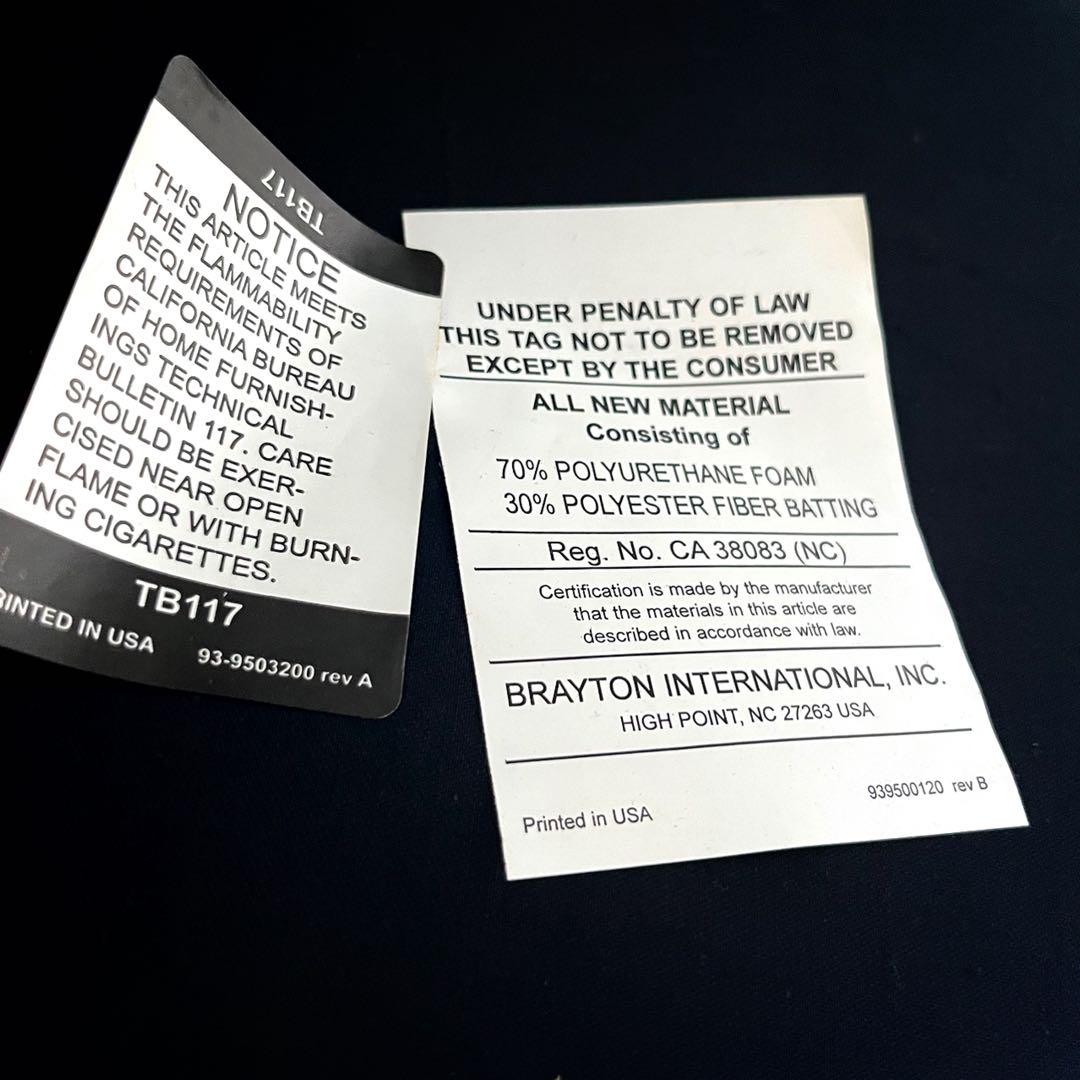 TB117
NOTICE
THIS ARTICLE MEETS
THE FLAMMABILITY
REQUIREMENTS OF
CALIFORNIA BUREAU
OF HOME FURNISH-
INGS TECHNICAL
BULLETIN 117. CARE
SHOULD BE EXER-
CISED NEAR OPEN
FLAME OR WITH BURN-
ING CIGARETTES.
TB117
RINTED IN USA
93-9503200 rev A
UNDER PENALTY OF LAW
THIS TAG NOT TO BE REMOVED
EXCEPT BY THE CONSUMER
ALL NEW MATERIAL
Consisting of
70% POLYURETHANE FOAM
30% POLYESTER FIBER BATTING
Reg. No. CA 38083 (NC)
Certification is made by the manufacturer
that the materials in this article are
described in accordance with law.
BRAYTON INTERNATIONAL, INC.
HIGH POINT, NC 27263 USA
939500120 rev B
Printed in USA